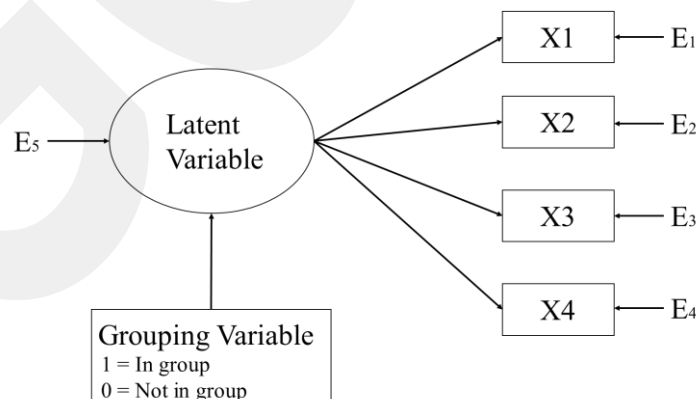 X1
E1
X2
E2
Latent
Variable
E5
X3
E3
X4
E4
Grouping Variable
1 = In group
0 = Not in group